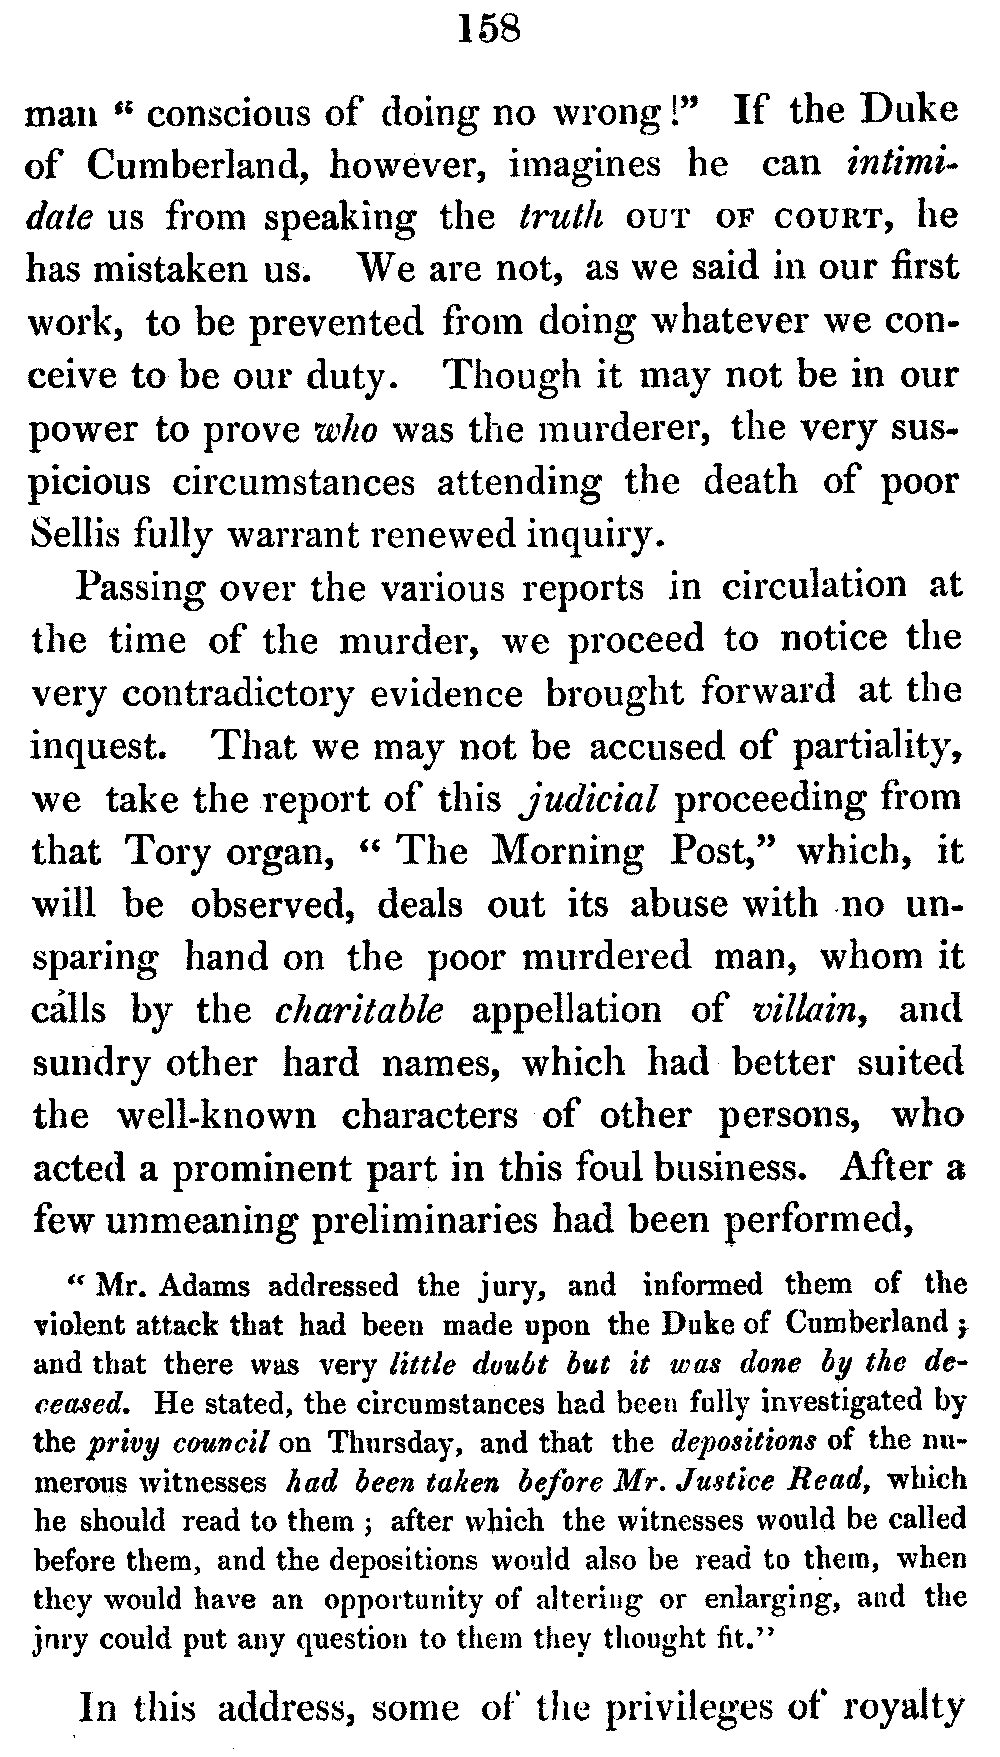 158
man " conscious of doing no wrong!" If the Duke
of Cumberland, however, imagines he can intimi-
date us from speaking the truth OUT OF COURT, he
has mistaken us. We are not, as we said in our first
work, to be prevented from doing whatever we con-
ceive to be our duty. Though it may not be in our
power to prove who was the murderer, the very sus-
picious circumstances attending the death of poor
Sellis fully warrant renewed inquiry.
Passing over the various reports in circulation at
the time of the murder, we proceed to notice the
very contradictory evidence brought forward at the
inquest. That we may not be accused of partiality,
we take the report of this judicial proceeding from
that Tory organ, " The Morning Post," which, it
will be observed, deals out its abuse with no un-
sparing hand on the poor murdered man, whom it
calls by the charitable appellation of villain, and
sundry other hard names, which had better suited
the well-known characters of other persons, who
acted a prominent part in this foul business. After a
few unmeaning preliminaries had been performed,
" Mr. Adams addressed the jury, and informed them of the
violent attack that had been made upon the Duke of Cumberland;
and that there was very little doubt but it was done by the de-
ceased. He stated, the circumstances had been fully investigated by
the privy council on Thursday, and that the depositions of the nu-
merous witnesses had been taken before Mr. Justice Read, which
he should read to them; after which the witnesses would be called
before them, and the depositions would also be read to them, when
they would have an opportunity of altering or enlarging, and the
jury could put any question to them they thought fit."
In this address, some of the privileges of royalty